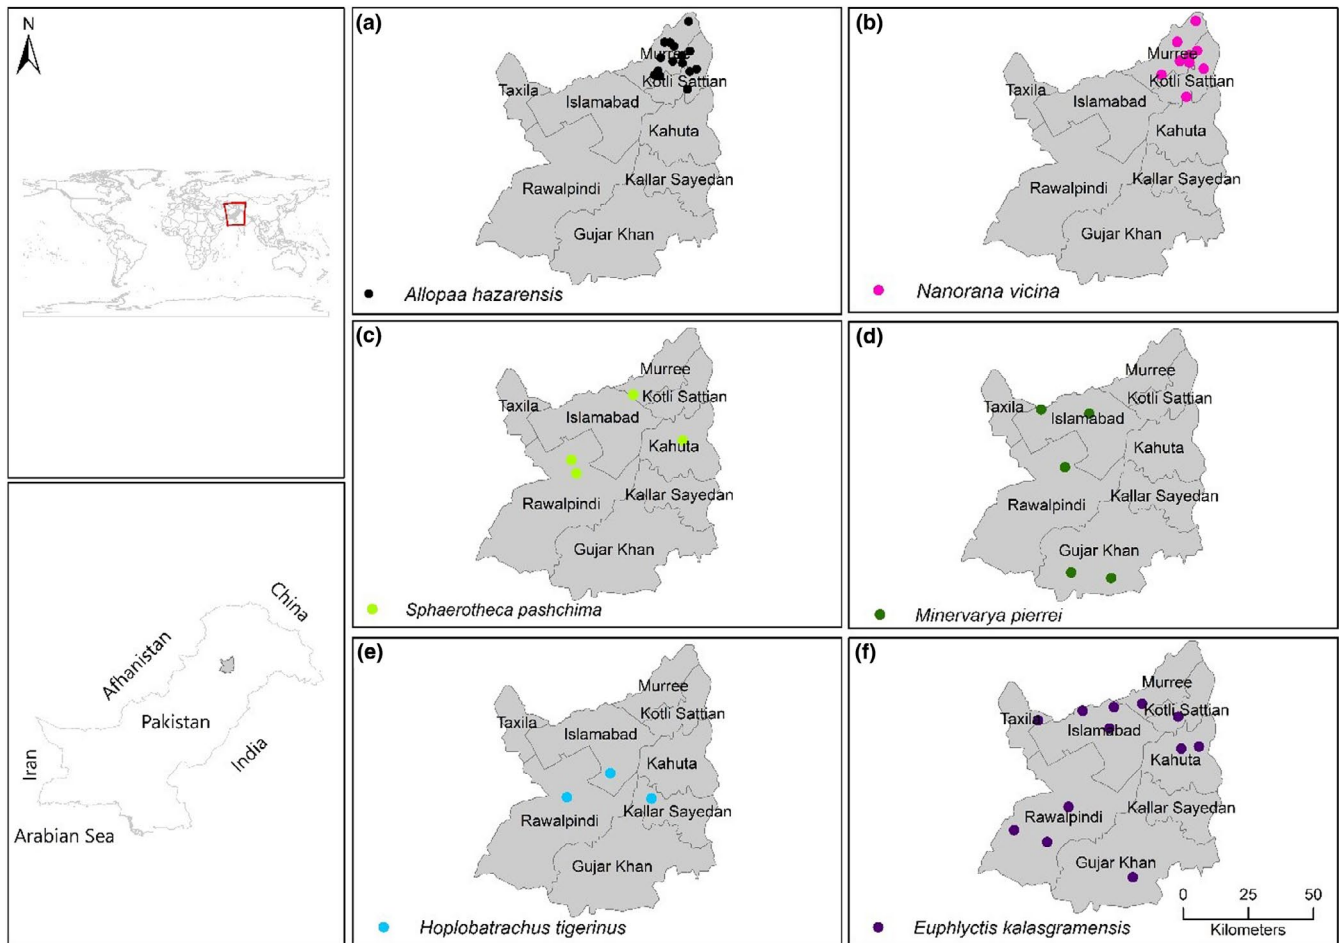 N
China
Afhanistan
Pakistan
India
Iran
Arabian Sea
(a)
Murree
Kotli Sattian
Taxila
Islamabad
Kahuta
Kallar Sayedan
Rawalpindi
Gujar Khan
Allopaa hazarensis
(b)
Murree
Kotli Sattian
Taxila
Islamabad
Kahuta
Kallar Sayedan
Rawalpindi
Gujar Khan
Nanorana vicina
(c)
Murree
Kotli Sattian
Taxila
Islamabad
Kahuta
Kallar Sayedan
Rawalpindi
Gujar Khan
Sphaerotheca pashchima
(d)
Murree
Kotli Sattian
Taxila
Islamabad
Kahuta
Kallar Sayedan
Rawalpindi
Gujar Khan
Minervarya pierrei
(e)
Murree
Kotli Sattian
Taxila
Islamabad
Kahuta
Kallar Sayedan
Rawalpindi
Gujar Khan
Hoplobatrachus tigerinus
(f)
Murree
Kotli Sattian
Taxila
Islamabad
Kahuta
Kallar Sayedan
Rawalpindi
Gujar Khan
0 25 50
Kilometers
Euphlyctis kalasgramensis